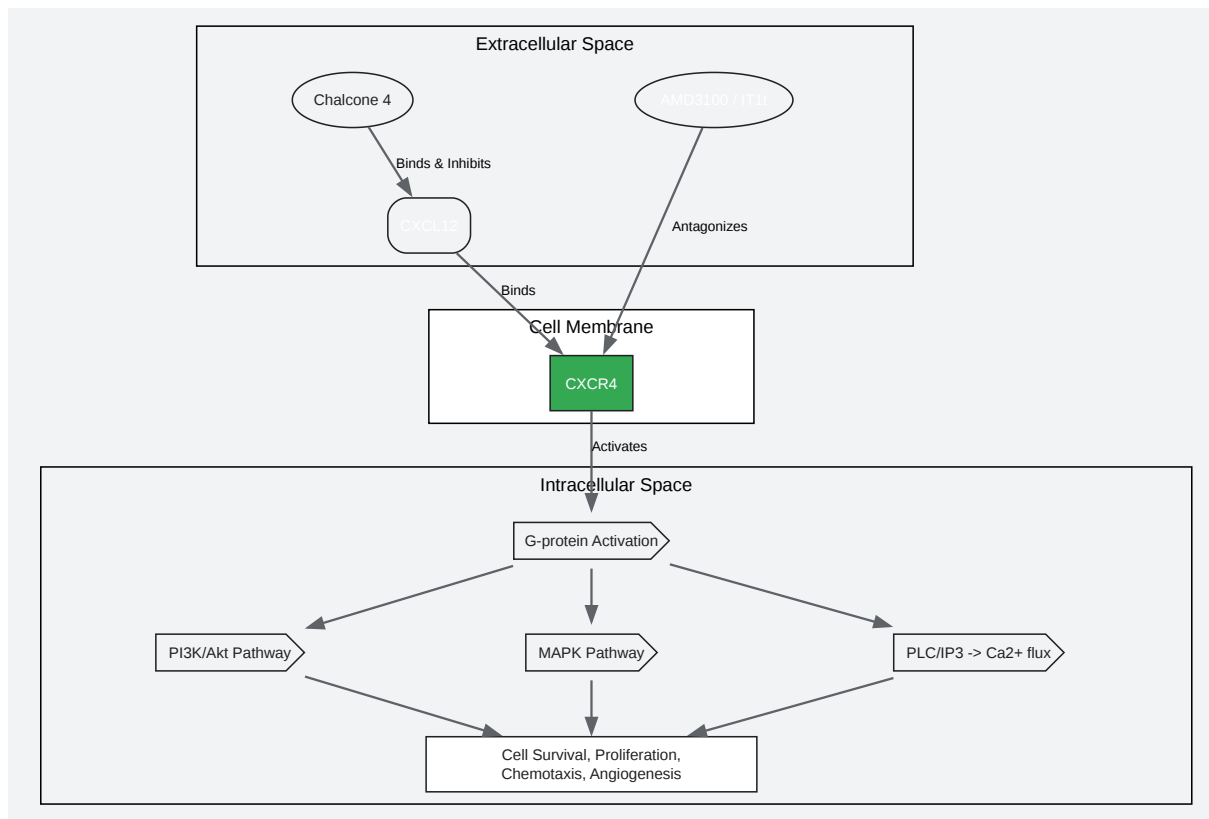 Extracellular Space
Chalcone 4
AMD3100 / IT1t
Binds & Inhibits
CXCL12
Antagonizes
Binds
Cell Membrane
CXCR4
Activates
Intracellular Space
G-protein Activation
PI3K/Akt Pathway
MAPK Pathway
PLC/IP3 -> Ca2+ flux
Cell Survival, Proliferation,
Chemotaxis, Angiogenesis